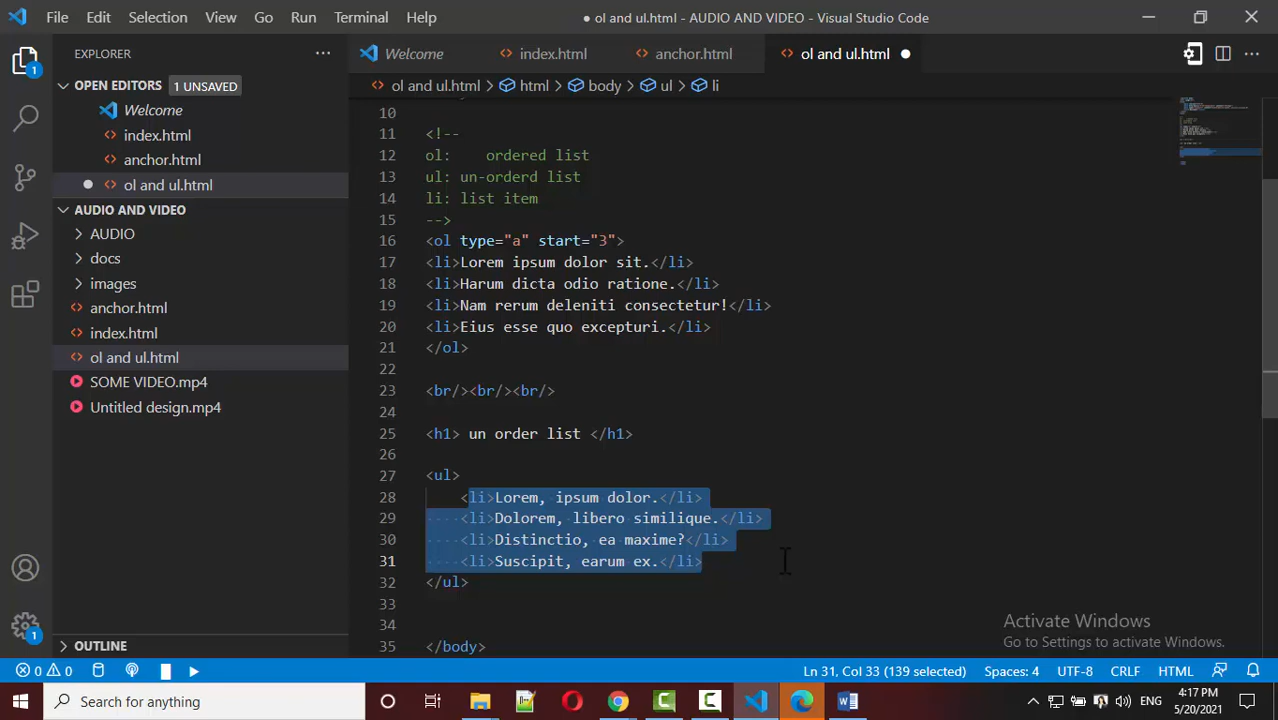 File Edit Selection View Go Run Terminal Help ● ol and ul.html - AUDIO AND VIDEO - Visual Studio Code
EXPLORER ...
Welcome index.html anchor.html ol and ul.html ●
OPEN EDITORS 1 UNSAVED
Welcome
index.html
anchor.html
● ol and ul.html
AUDIO AND VIDEO
AUDIO
docs
images
anchor.html
index.html
ol and ul.html
SOME VIDEO.mp4
Untitled design.mp4
OUTLINE
1
1
ol and ul.html > html > body > ul > li
10
11 <!--
12 ol: ordered list
13 ul: un-orderd list
14 li: list item
15 -->
16 <ol type="a" start="3">
17 <li>Lorem ipsum dolor sit.</li>
18 <li>Harum dicta odio ratione.</li>
19 <li>Nam rerum deleniti consectetur!</li>
20 <li>Eius esse quo excepturi.</li>
21 </ol>
22
23 <br/><br/><br/>
24
25 <h1> un order list </h1>
26
27 <ul>
28 <li>Lorem, ipsum dolor.</li>
29 <li>Dolorem, libero similique.</li>
30 <li>Distinctio, ea maxime?</li>
31 <li>Suscipit, earum ex.</li>
32 </ul>
33
34
35 </body>
Activate Windows
Go to Settings to activate Windows.
0 0 Ln 31, Col 33 (139 selected) Spaces: 4 UTF-8 CRLF HTML
Search for anything ENG 4:17 PM
5/20/2021